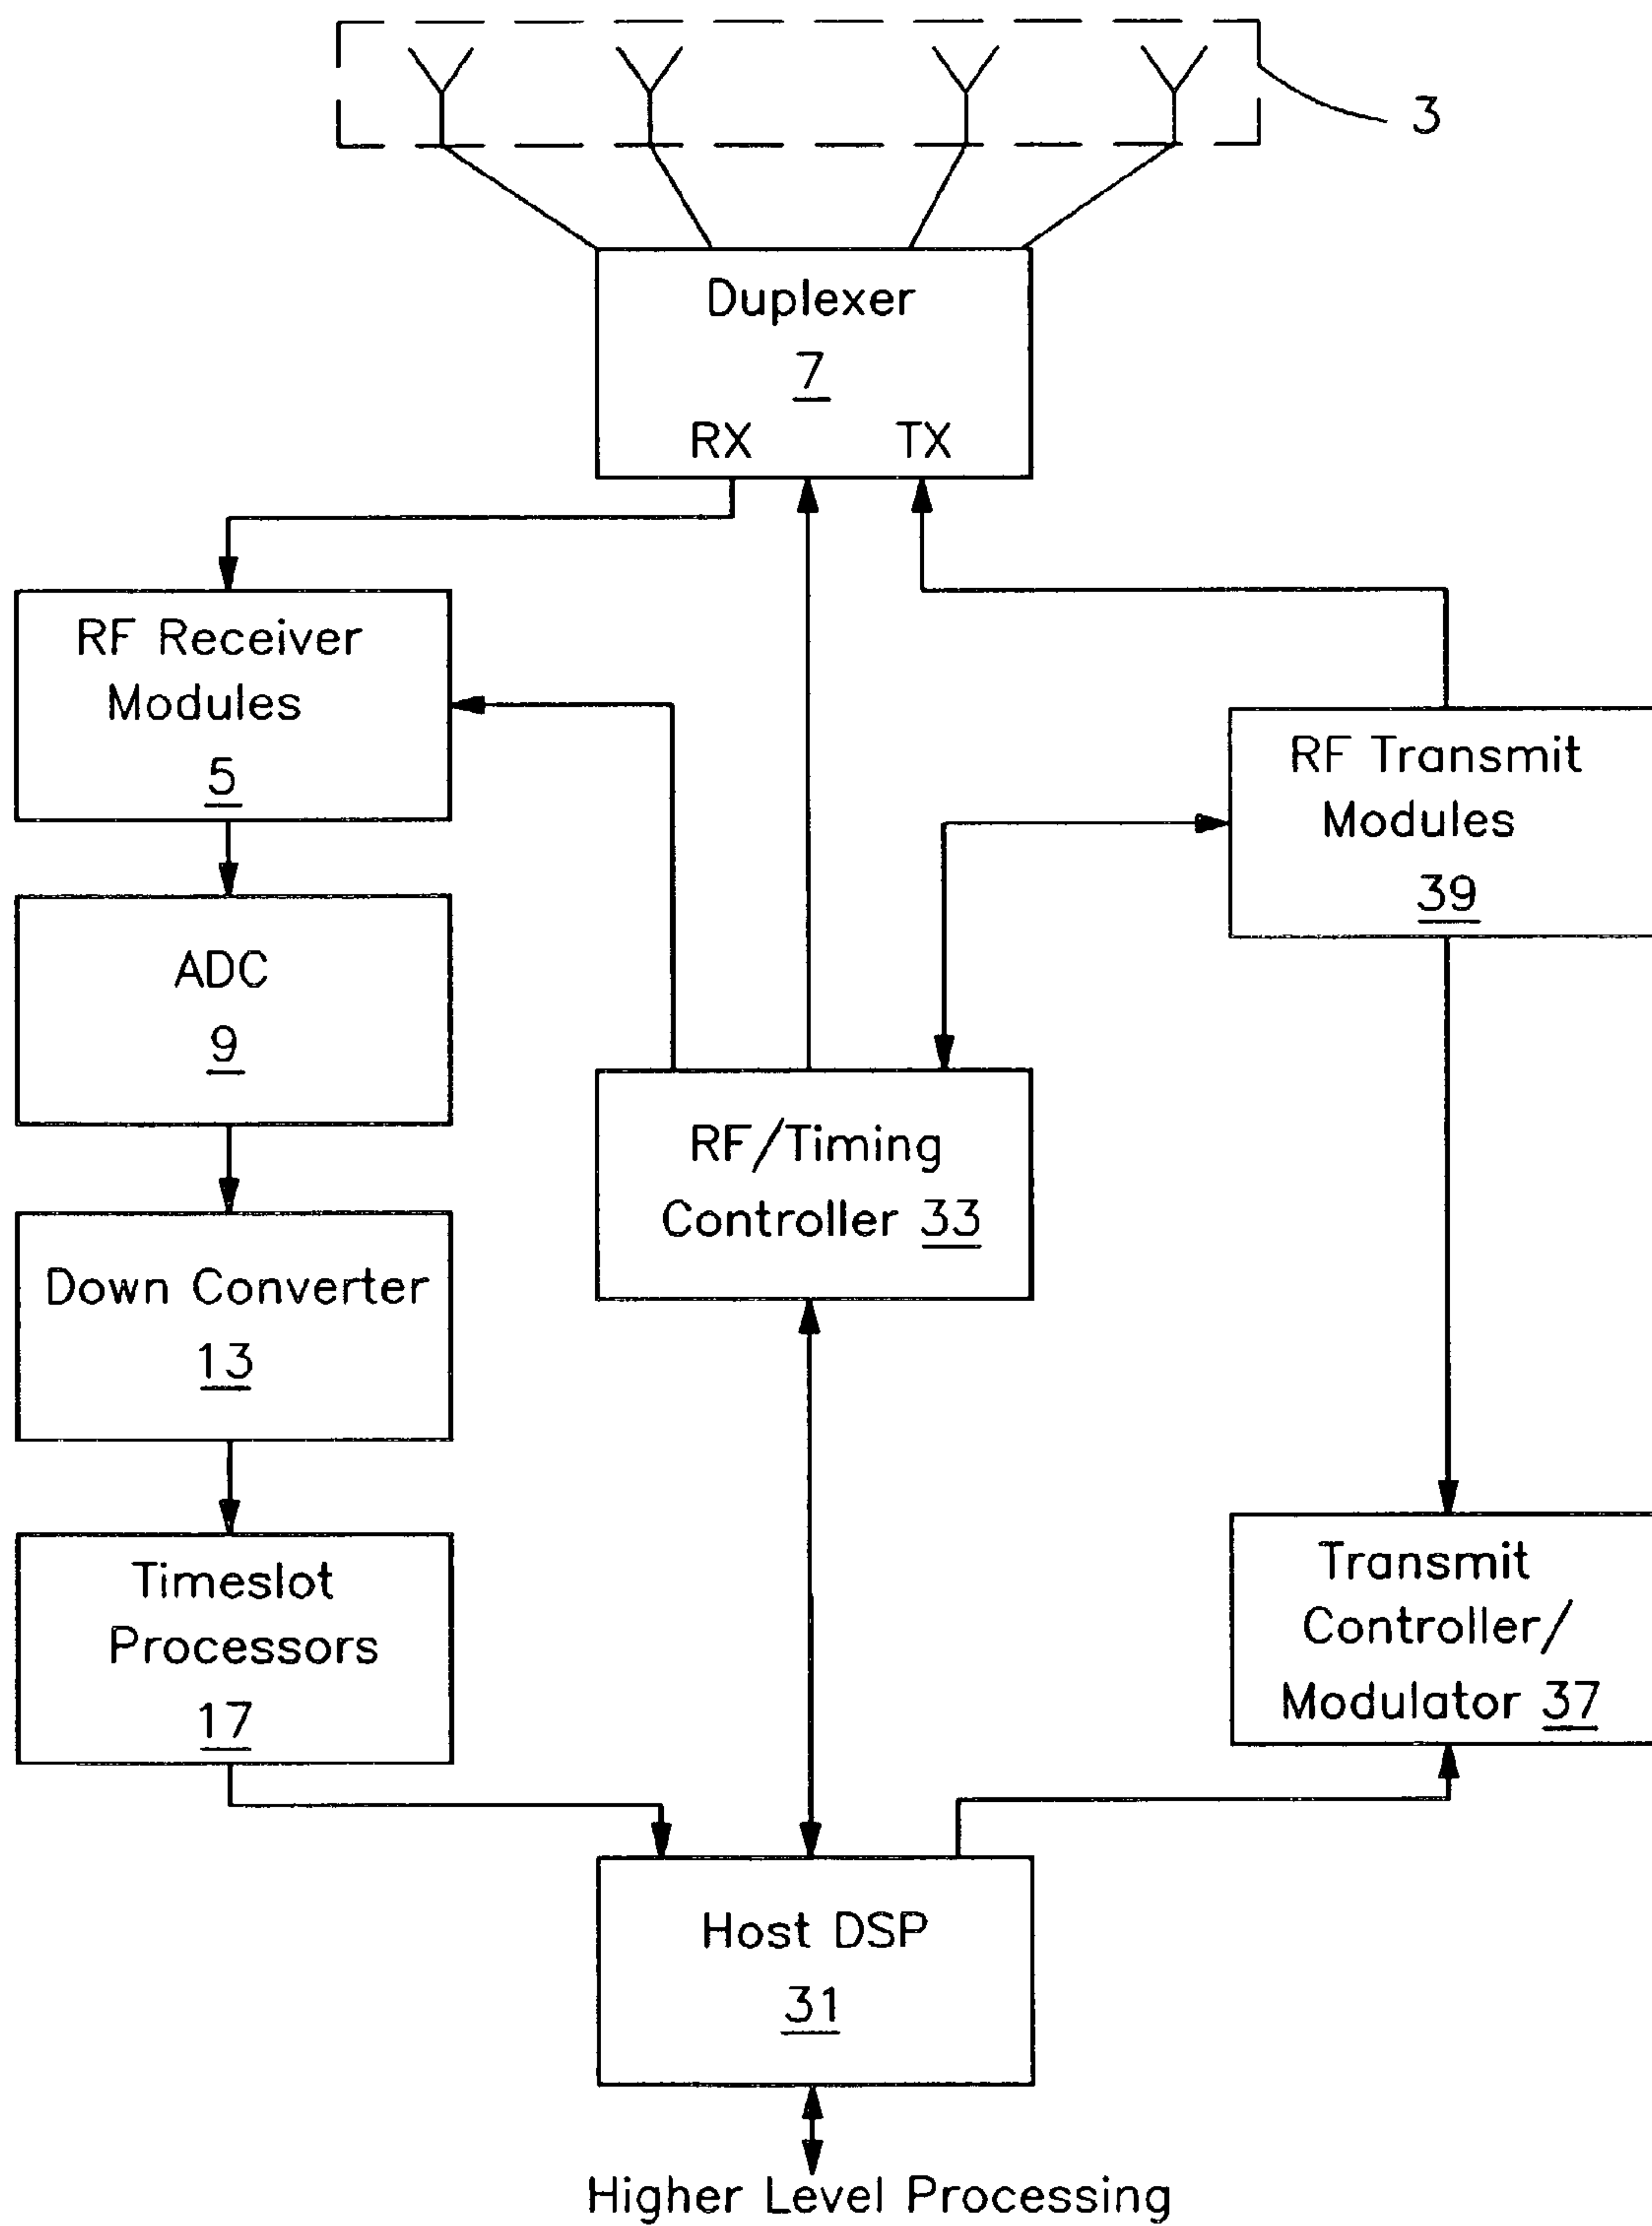 3
Duplexer
7
RX TX
RF Receiver
Modules
5
RF Transmit
Modules
39
ADC
9
RF/Timing
Controller 33
Down Converter
13
Timeslot
Processors
17
Transmit
Controller/
Modulator 37
Host DSP
31
Higher Level Processing